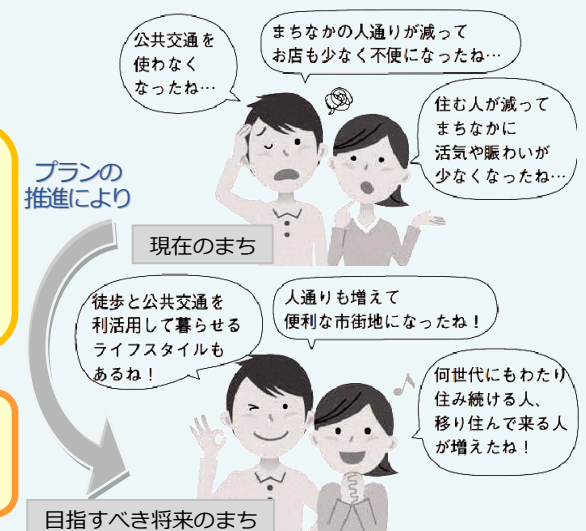 公共交通を
使わなく
なったね…
まちなかの人通りが減って
お店も少なく不便になったね…
住む人が減って
まちなかに
活気や賑わいが
少なくなったね…
プランの
推進により
現在のまち
徒歩と公共交通を
利活用して暮らせる
ライフスタイルも
あるね！
人通りも増えて
便利な市街地になったね！
何世代にもわたり
住み続ける人、
移り住んで来る人
が増えたね！
目指すべき将来のまち